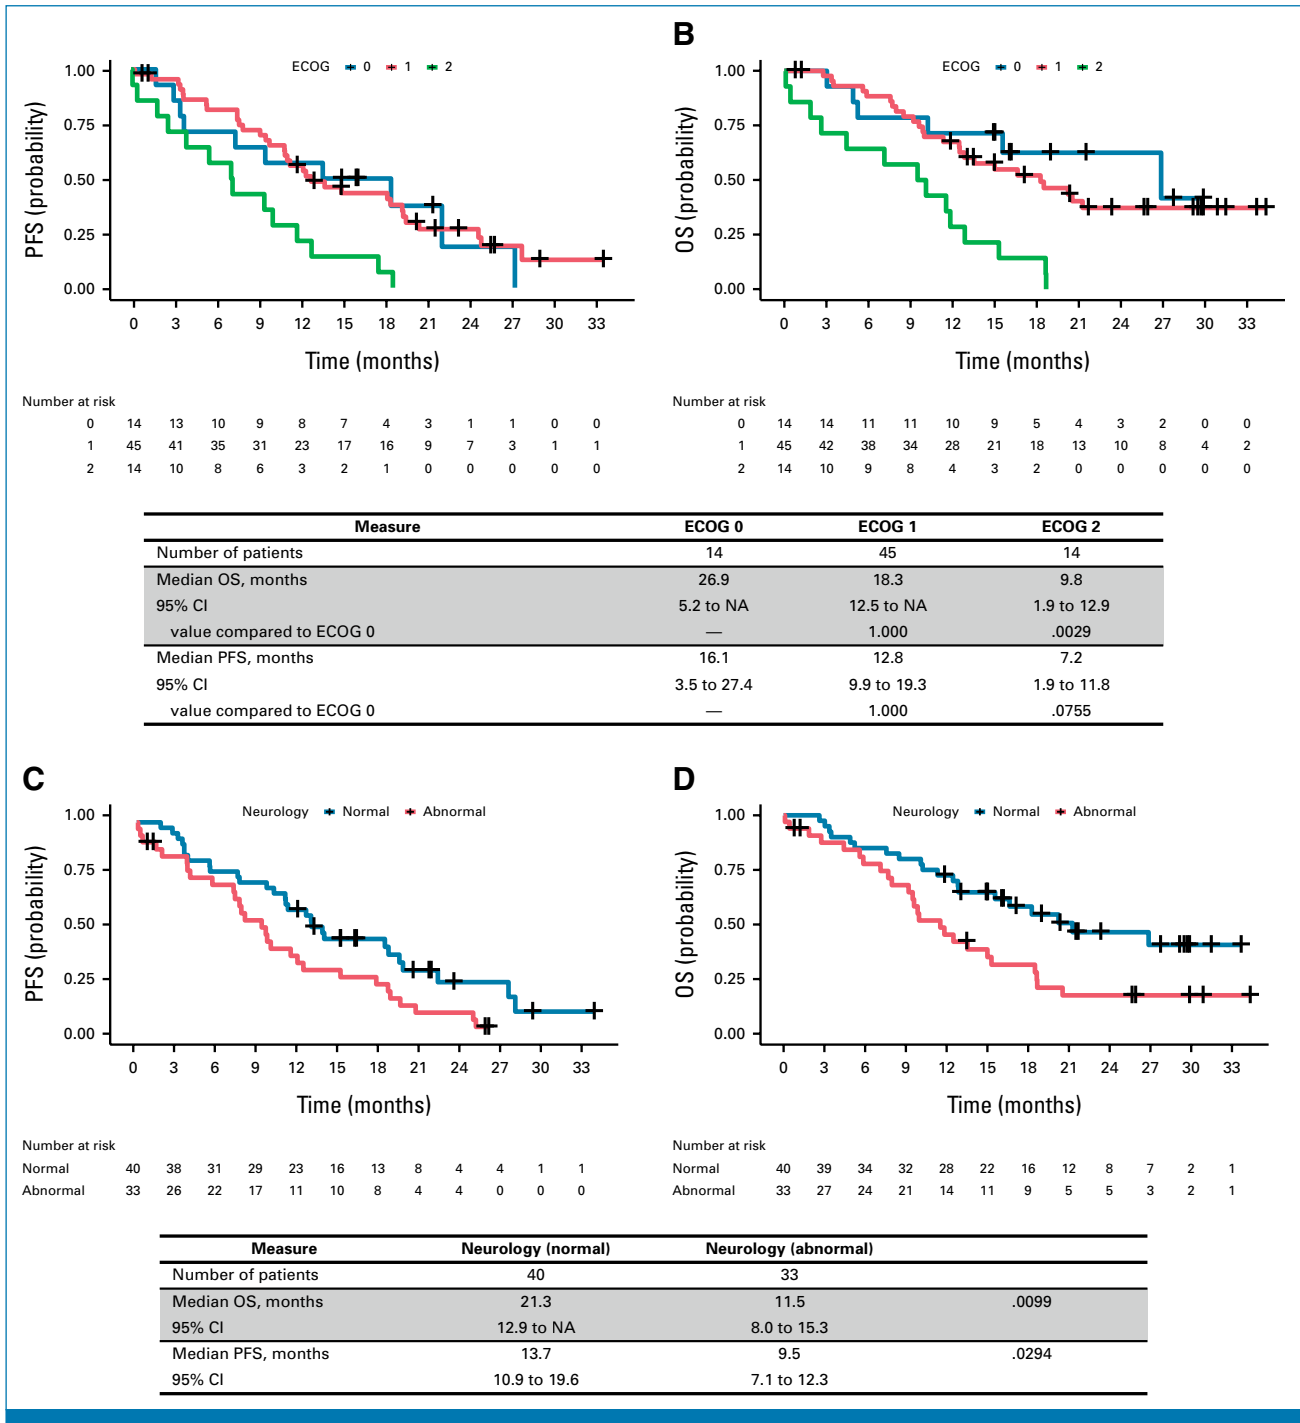 B
ECOG 0 1 2
1.00
0.75
0.50
0.25
0.00
PFS (probability)
0 3 6 9 12 15 18 21 24 27 30 33
Time (months)
Number at risk
0 14 13 10 9 8 7 4 3 1 1 0 0
1 45 41 35 31 23 17 16 9 7 3 1 1
2 14 10 8 6 3 2 1 0 0 0 0 0
ECOG 0 1 2
1.00
0.75
0.50
0.25
0.00
OS (probability)
0 3 6 9 12 15 18 21 24 27 30 33
Time (months)
Number at risk
0 14 14 11 11 10 9 5 4 3 2 0 0
1 45 42 38 34 28 21 18 13 10 8 4 2
2 14 10 9 8 4 3 2 0 0 0 0 0
Measure ECOG 0 ECOG 1 ECOG 2
Number of patients 14 45 14
Median OS, months 26.9 18.3 9.8
95% CI 5.2 to NA 12.5 to NA 1.9 to 12.9
value compared to ECOG 0 — 1.000 .0029
Median PFS, months 16.1 12.8 7.2
95% CI 3.5 to 27.4 9.9 to 19.3 1.9 to 11.8
value compared to ECOG 0 — 1.000 .0755
C
Neurology Normal Abnormal
1.00
0.75
0.50
0.25
0.00
PFS (probability)
0 3 6 9 12 15 18 21 24 27 30 33
Time (months)
Number at risk
Normal 40 38 31 29 23 16 13 8 4 4 1 1
Abnormal 33 26 22 17 11 10 8 4 4 0 0 0
D
Neurology Normal Abnormal
1.00
0.75
0.50
0.25
0.00
OS (probability)
0 3 6 9 12 15 18 21 24 27 30 33
Time (months)
Number at risk
Normal 40 39 34 32 28 22 16 12 8 7 2 1
Abnormal 33 27 24 21 14 11 9 5 5 3 2 1
Measure Neurology (normal) Neurology (abnormal)
Number of patients 40 33
Median OS, months 21.3 11.5 .0099
95% CI 12.9 to NA 8.0 to 15.3
Median PFS, months 13.7 9.5 .0294
95% CI 10.9 to 19.6 7.1 to 12.3